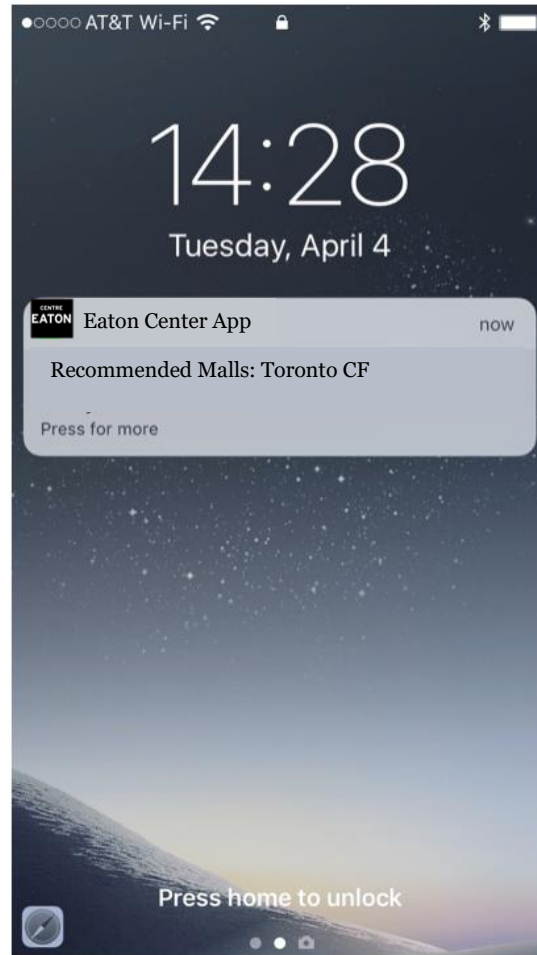 AT&T Wi-Fi
14:28
Tuesday, April 4
CENTRE
EATON
Eaton Center App
now
Recommended Malls: Toronto CF
Press for more
Press home to unlock